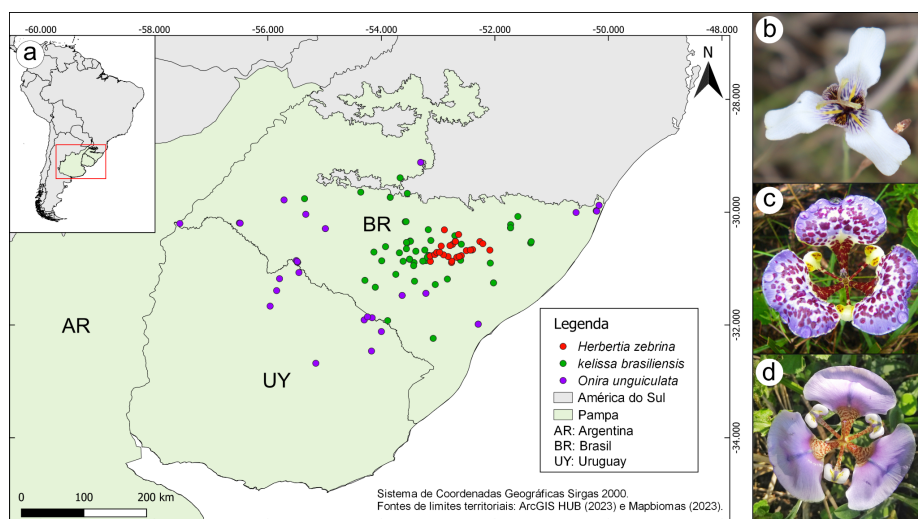 a
-60.000
-58.000
-56.000
-54.000
-52.000
-50.000
N
-28.000
-30.000
-32.000
-34.000
BR
AR
UY
Legenda
Herbertia zebrina
kelissa brasiliensis
Onira unguiculata
América do Sul
Pampa
AR: Argentina
BR: Brasil
UY: Uruguay
0 100 200 km
Sistema de Coordenadas Geográficas Sirgas 2000.
Fontes de limites territoriais: ArcGIS HUB (2023) e Mapbiomas (2023).
b
c
d